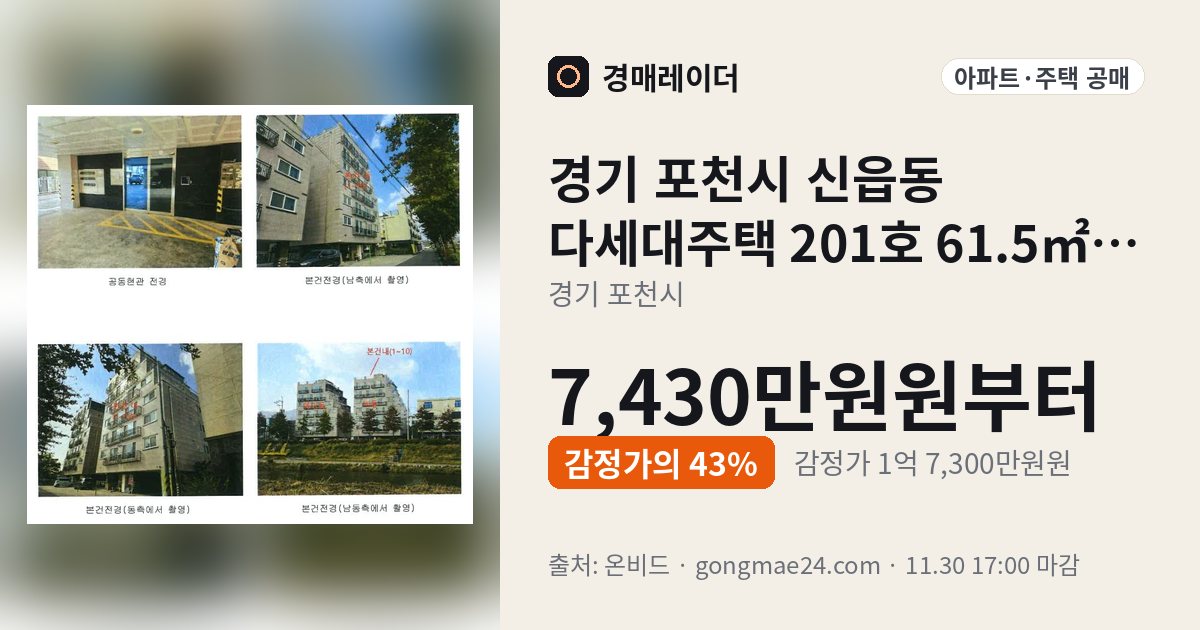 경매레이더
아파트·주택 공매
경기 포천시 신읍동
다세대주택 201호 61.5㎡…
경기 포천시
7,430만원원부터
감정가의 43%
감정가 1억 7,300만원원
출처: 온비드 · gongmae24.com · 11.30 17:00 마감
공동현관 전경
본건전경(남측에서 촬영)
본건내(1~10)
본건전경(동측에서 촬영)
본건전경(남동측에서 촬영)